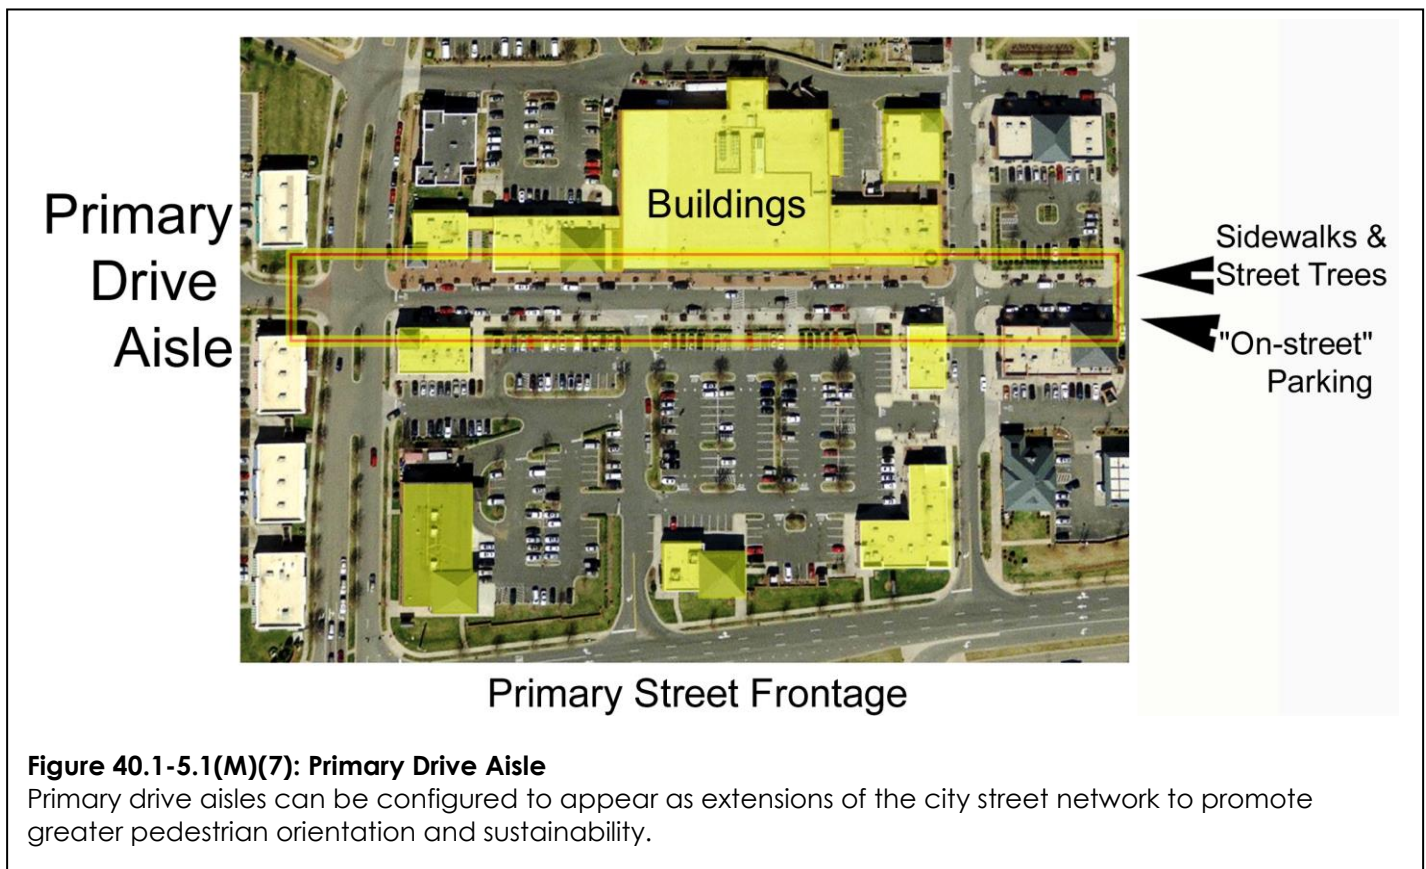 Primary
Drive
Aisle
Buildings
Sidewalks &
Street Trees
"On-street"
Parking
Primary Street Frontage
Figure 40.1-5.1(M)(7): Primary Drive Aisle
Primary drive aisles can be configured to appear as extensions of the city street network to promote
greater pedestrian orientation and sustainability.